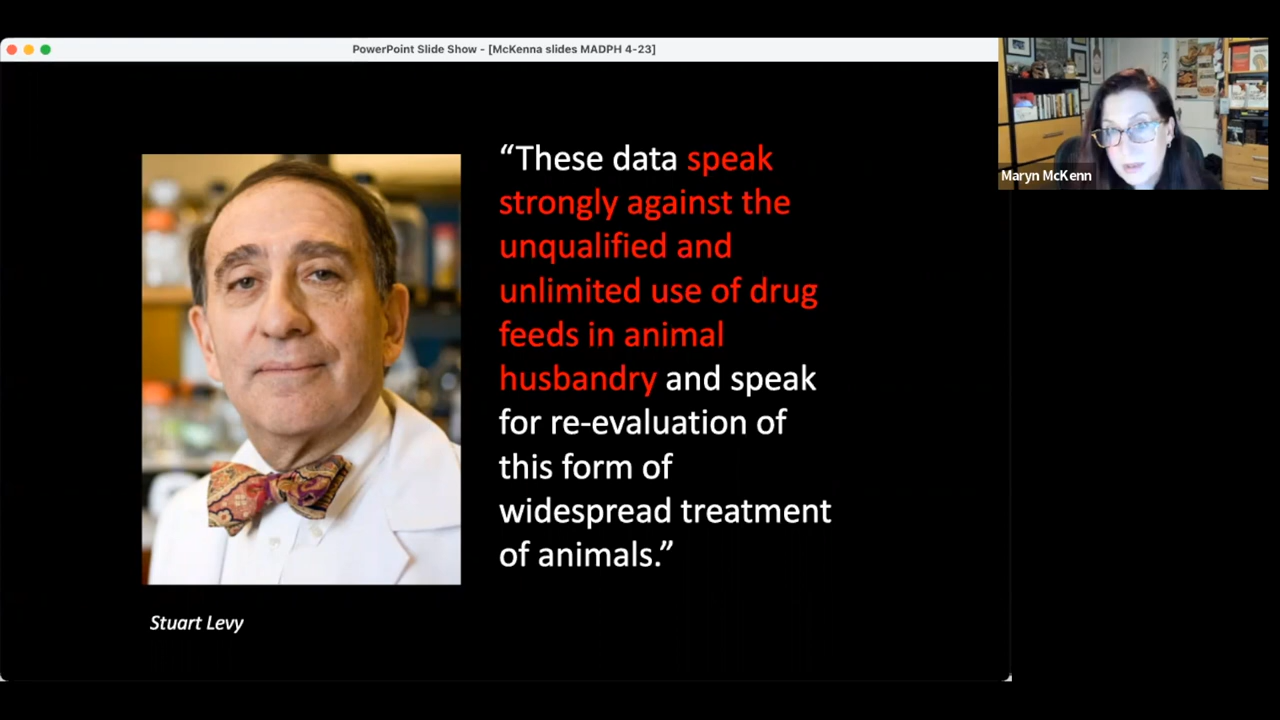 PowerPoint Slide Show - [McKenna slides MADPH 4-23]
Maryn McKenn
“These data speak
strongly against the
unqualified and
unlimited use of drug
feeds in animal
husbandry and speak
for re-evaluation of
this form of
widespread treatment
of animals.”
Stuart Levy